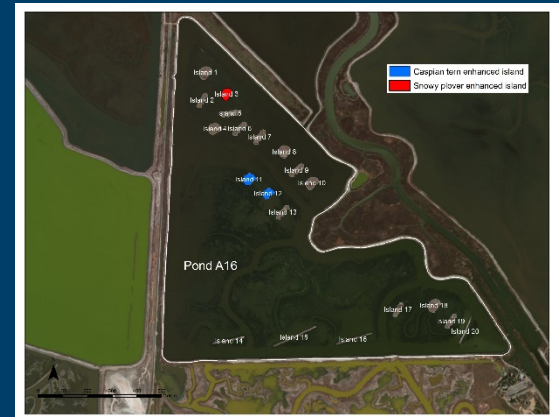 Caspian tern enhanced island
Snowy plover enhanced island
Island 1
Island 3
Island 2
Island 5
Island 4
Island 6
Island 7
Island 8
Island 9
Island 10
Island 11
Island 12
Island 13
Pond A16
Island 17
Island 18
Island 19
Island 20
Island 14
Island 15
Island 16